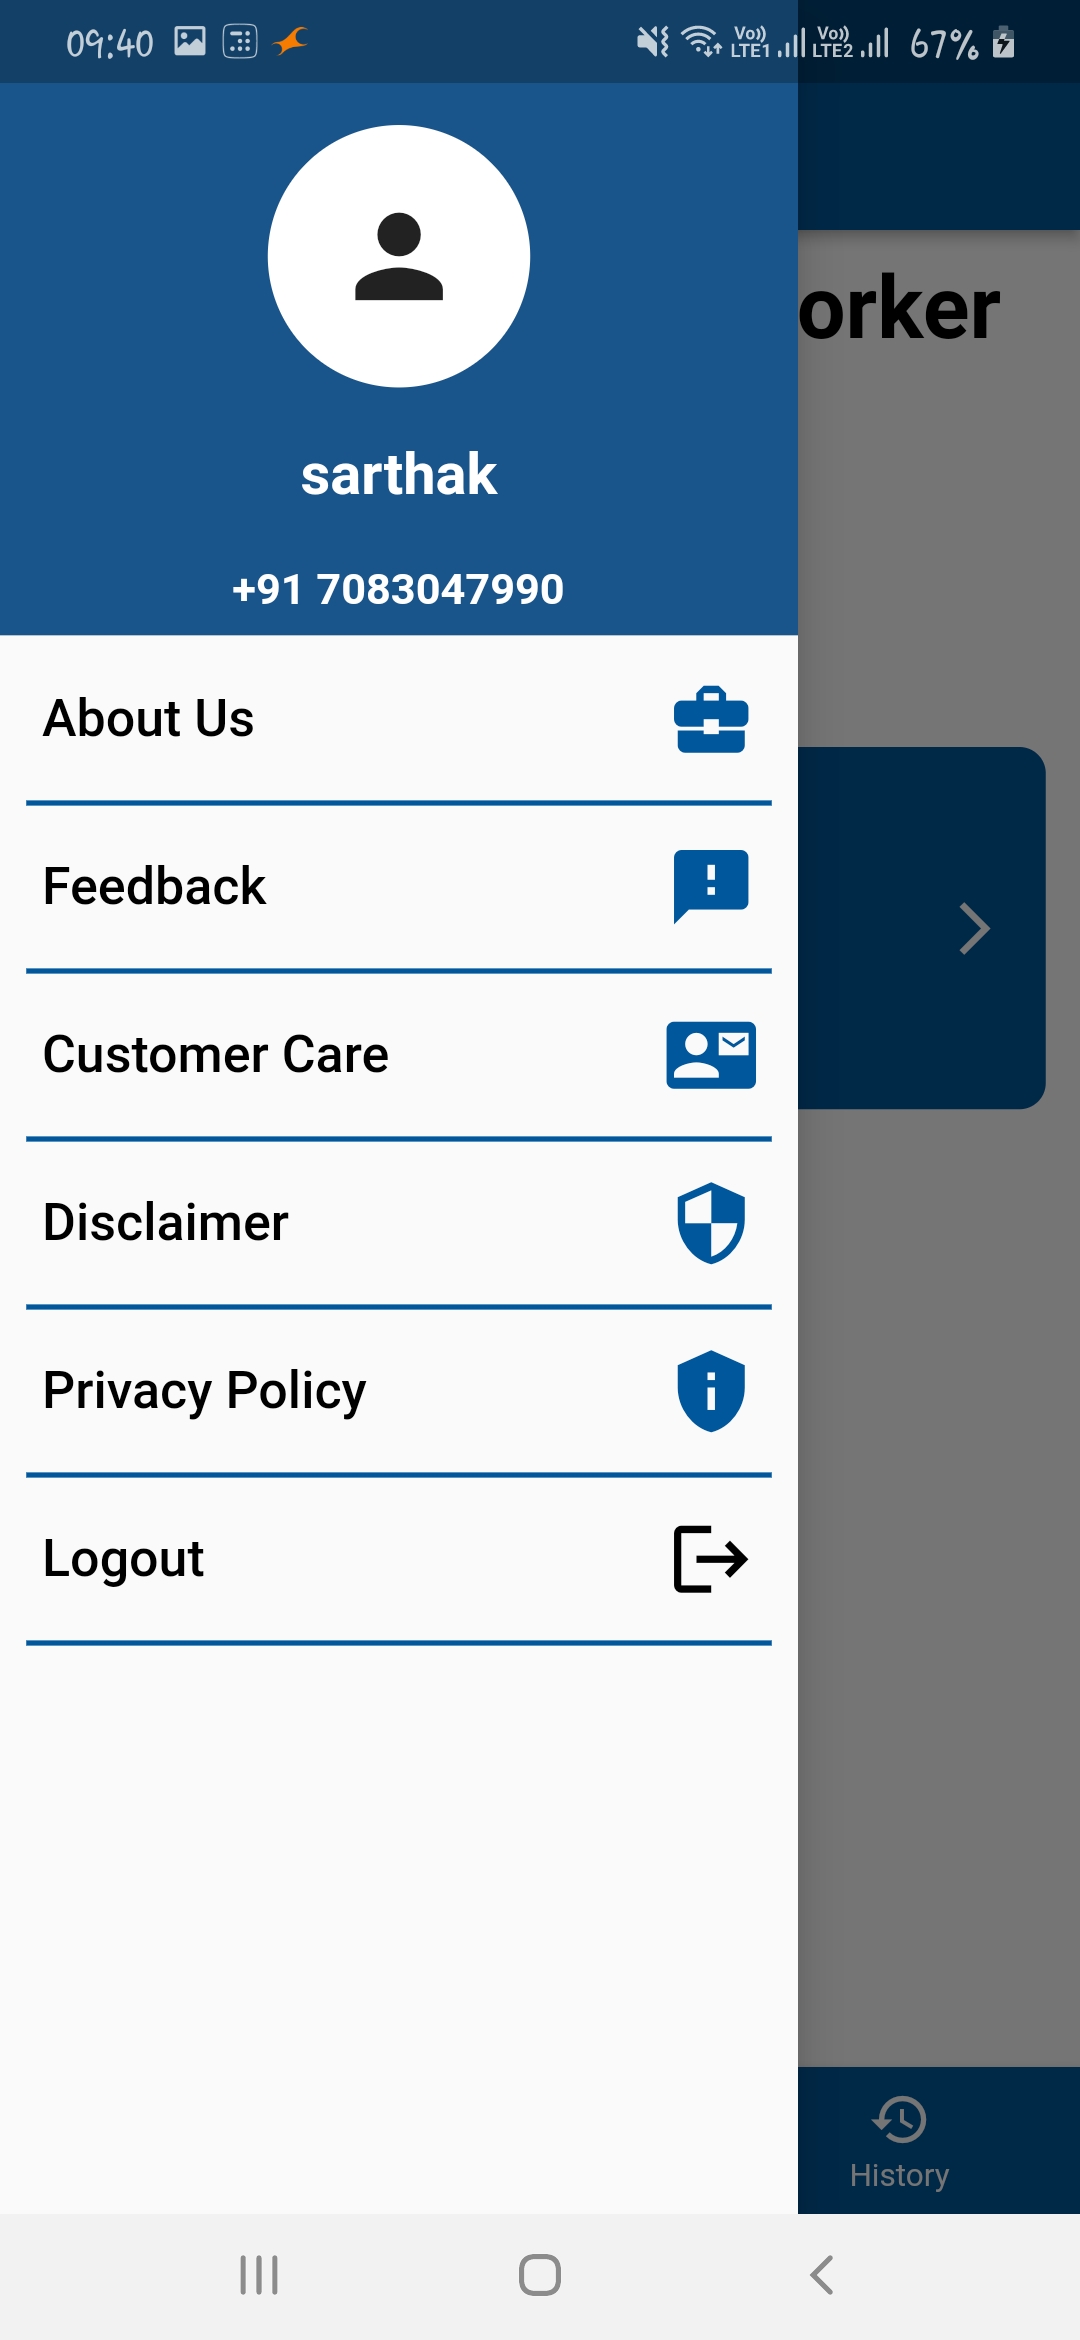 09:40 Vo)) LTE1 Vo)) LTE2 67%
orker
sarthak
+91 7083047990
About Us
Feedback
Customer Care
Disclaimer
Privacy Policy
Logout
History